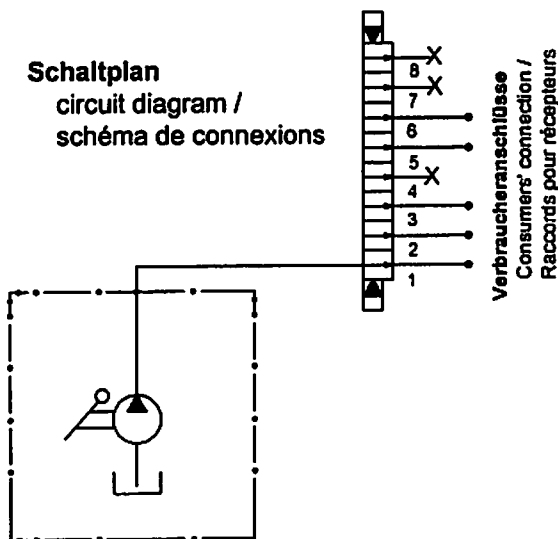 Schaltplan
circuit diagram /
schéma de connexions
8
7
6
5
4
3
2
1
Verbraucheranschlüsse
Consumers' connection /
Raccords pour récepteurs